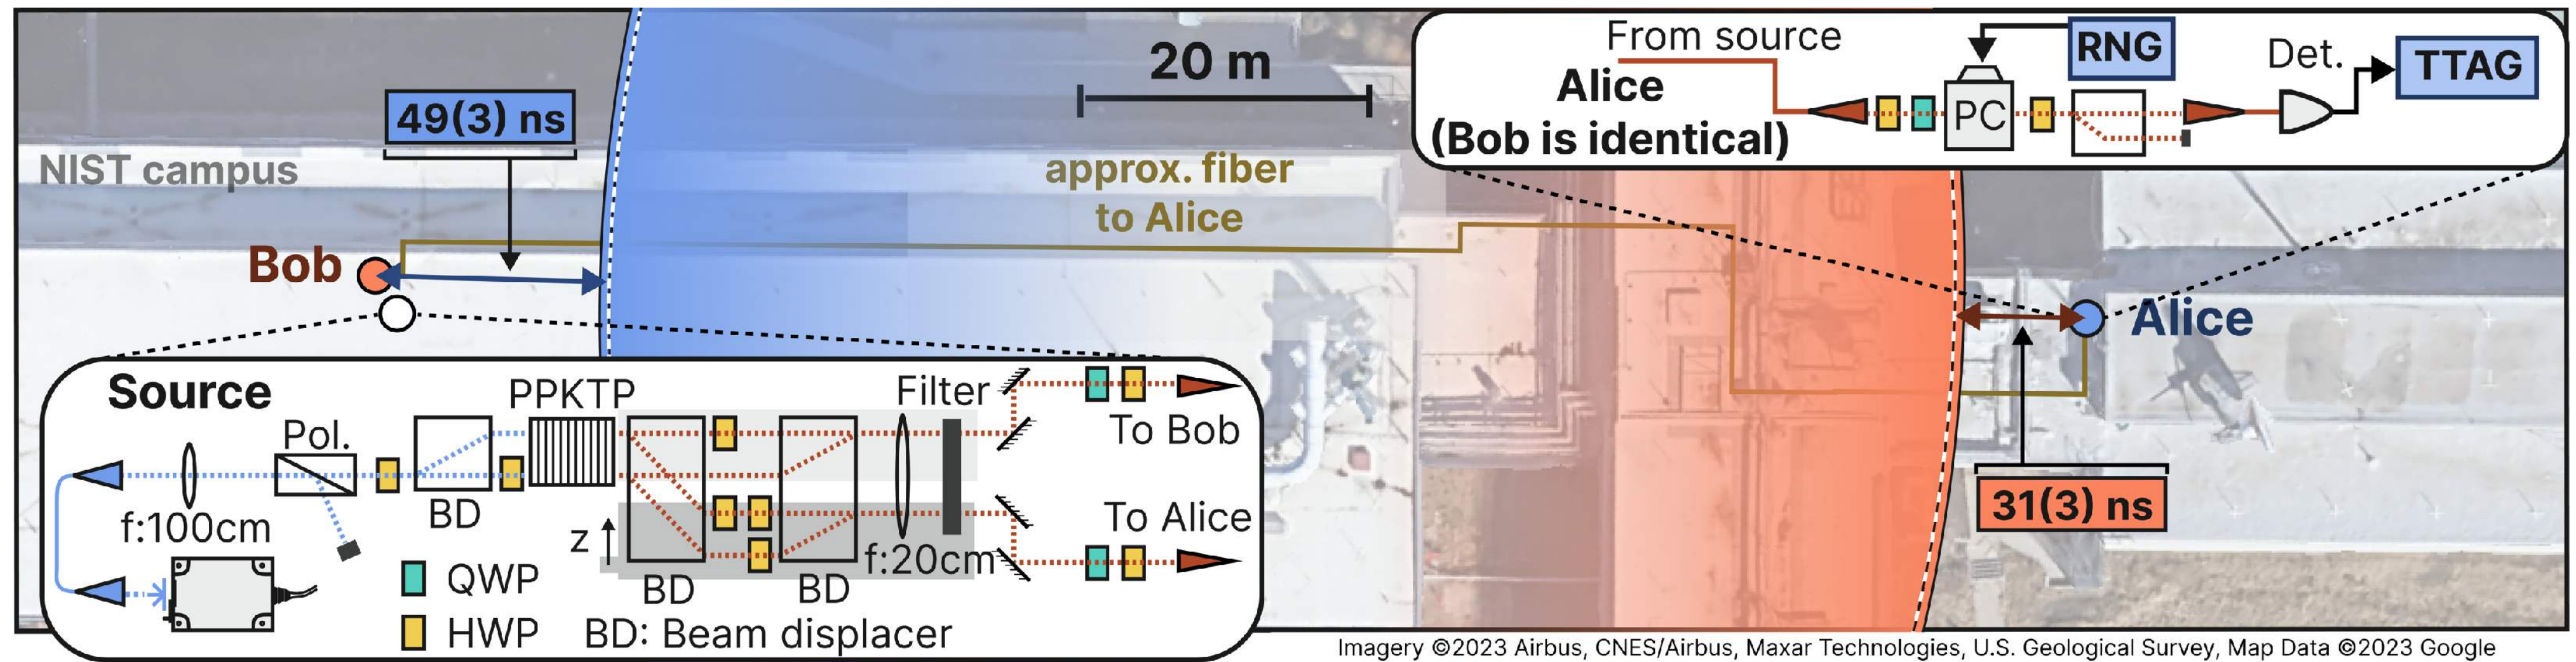 20 m
From source
RNG
Det.
TTAG
Alice
(Bob is identical)
PC
49(3) ns
NIST campus
approx. fiber
to Alice
Bob
Alice
31(3) ns
Source
Pol.
PPKTP
Filter
To Bob
f:100cm
BD
z
To Alice
f:20cm
QWP
BD
BD
HWP
BD: Beam displacer
Imagery ©2023 Airbus, CNES/Airbus, Maxar Technologies, U.S. Geological Survey, Map Data ©2023 Google